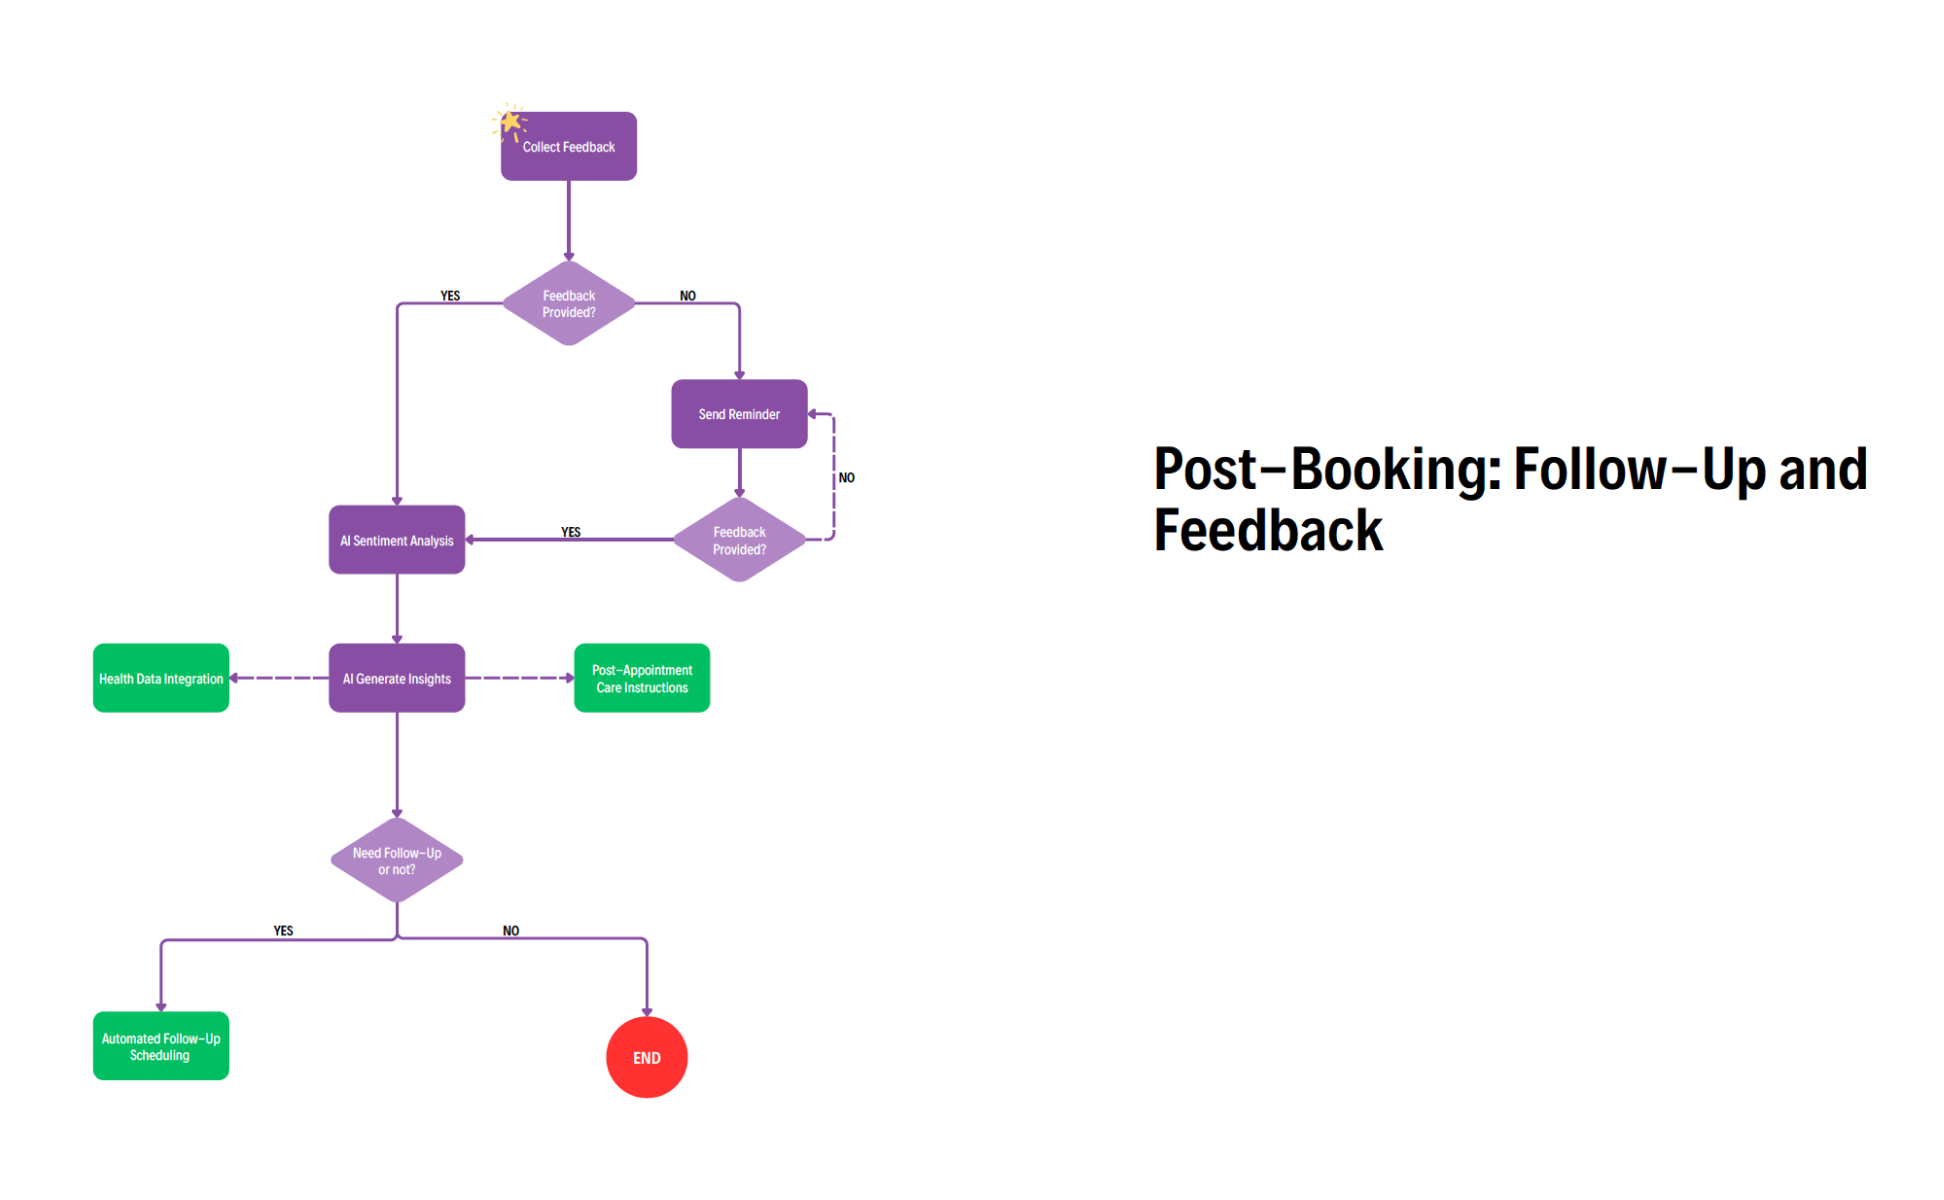 Collect Feedback
YES
Feedback
Provided?
NO
Send Reminder
NO
AI Sentiment Analysis
YES
Feedback
Provided?
Health Data Integration
AI Generate Insights
Post-Appointment
Care Instructions
Need Follow-Up
or not?
YES
NO
Automated Follow-Up
Scheduling
END
Post-Booking: Follow-Up and
Feedback